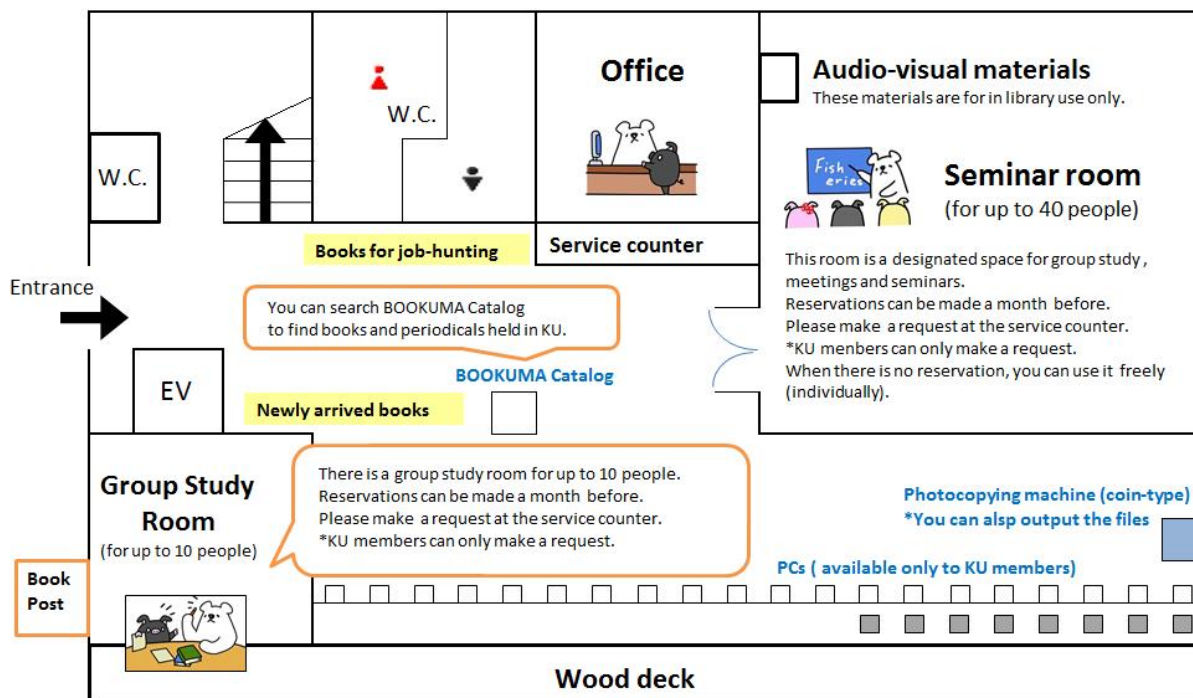 Office
Audio-visual materials
These materials are for in library use only.
W.C.
W.C.
Fish
eries
Seminar room
(for up to 40 people)
Books for job-hunting
Service counter
This room is a designated space for group study ,
meetings and seminars.
Reservations can be made a month before.
Please make a request at the service counter.
*KU menbers can only make a request.
When there is no reservation, you can use it freely
(individually).
Entrance
You can search BOOKUMA Catalog
to find books and periodicals held in KU.
BOOKUMA Catalog
EV
Newly arrived books
Group Study
Room
(for up to 10 people)
There is a group study room for up to 10 people.
Reservations can be made a month before.
Please make a request at the service counter.
*KU members can only make a request.
Photocopying machine (coin-type)
*You can alsp output the files
PCs ( available only to KU members)
Book
Post
Wood deck